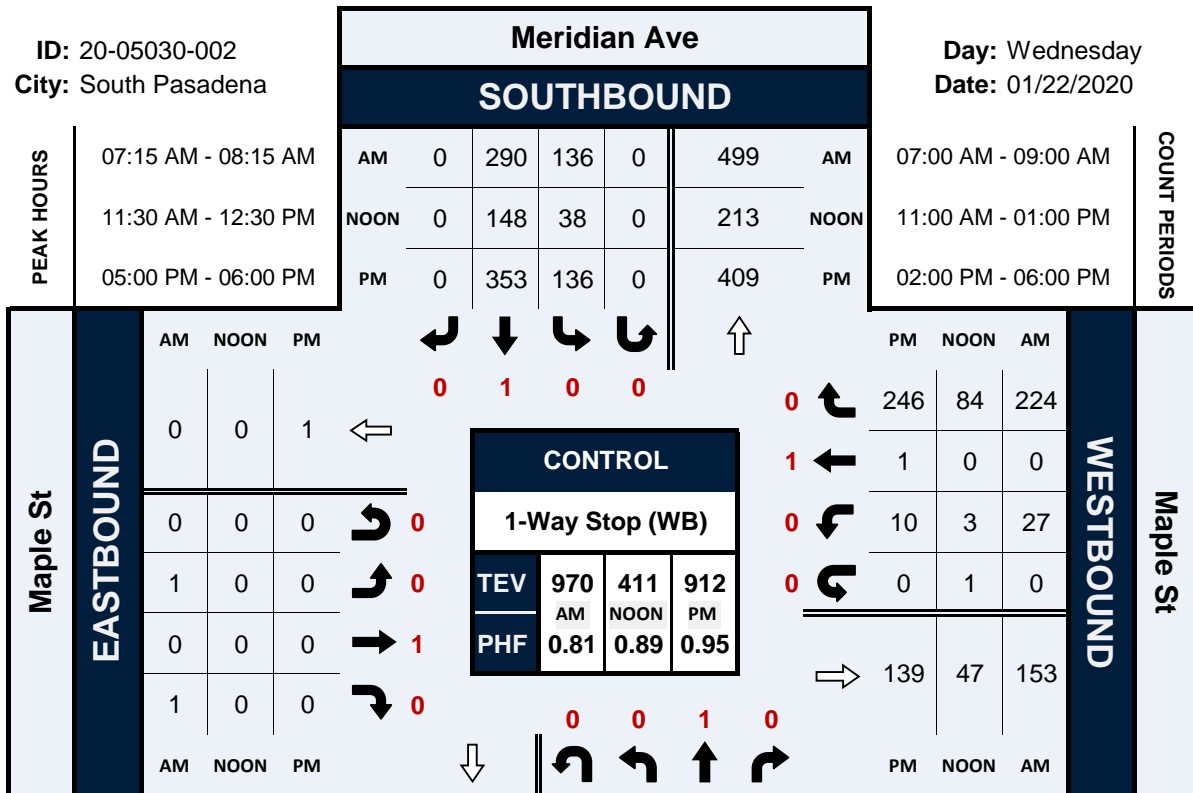 ID: 20-05030-002
City: South Pasadena
Meridian Ave
SOUTHBOUND
Day: Wednesday
Date: 01/22/2020
PEAK HOURS
07:15 AM - 08:15 AM
11:30 AM - 12:30 PM
05:00 PM - 06:00 PM
AM 0 290 136 0 499 AM
NOON 0 148 38 0 213 NOON
PM 0 353 136 0 409 PM
07:00 AM - 09:00 AM
11:00 AM - 01:00 PM
02:00 PM - 06:00 PM
COUNT PERIODS
0 1 0 0
Maple St
EASTBOUND
AM NOON PM
0 0 1
0 0 0 0
1 0 0 0
0 0 0 1
1 0 0 0
AM NOON PM
CONTROL
1-Way Stop (WB)
TEV 970 411 912
AM NOON PM
PHF 0.81 0.89 0.95
0 0 1 0
PM NOON AM
0 246 84 224
1 1 0 0
0 10 3 27
0 0 1 0
139 47 153
PM NOON AM
WESTBOUND
Maple St